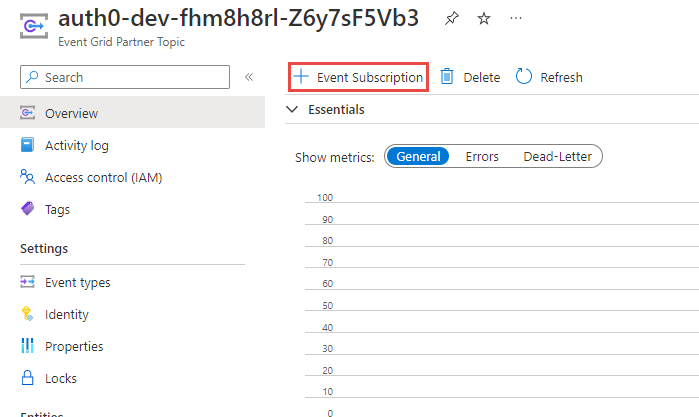 auth0-dev-fhm8h8rl-Z6y7sF5Vb3
Event Grid Partner Topic
Search
Event Subscription
Delete
Refresh
Overview
Essentials
Activity log
Show metrics:
General
Errors
Dead-Letter
Access control (IAM)
Tags
Settings
Event types
Identity
Properties
Locks
Entities
100
90
80
70
60
50
40
30
20
10
0